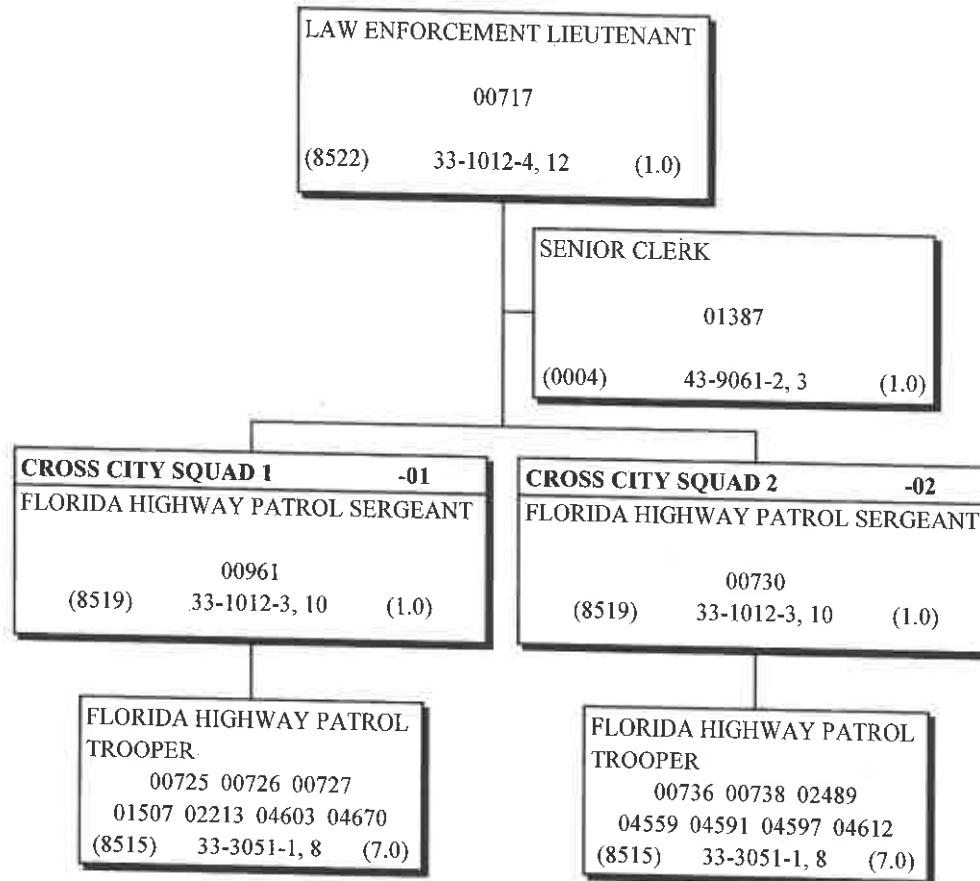 LAW ENFORCEMENT LIEUTENANT
00717
(8522) 33-1012-4, 12 (1.0)
SENIOR CLERK
01387
(0004) 43-9061-2, 3 (1.0)
CROSS CITY SQUAD 1 -01
FLORIDA HIGHWAY PATROL SERGEANT
00961
(8519) 33-1012-3, 10 (1.0)
CROSS CITY SQUAD 2 -02
FLORIDA HIGHWAY PATROL SERGEANT
00730
(8519) 33-1012-3, 10 (1.0)
FLORIDA HIGHWAY PATROL
TROOPER
00725 00726 00727
01507 02213 04603 04670
(8515) 33-3051-1, 8 (7.0)
FLORIDA HIGHWAY PATROL
TROOPER
00736 00738 02489
04559 04591 04597 04612
(8515) 33-3051-1, 8 (7.0)